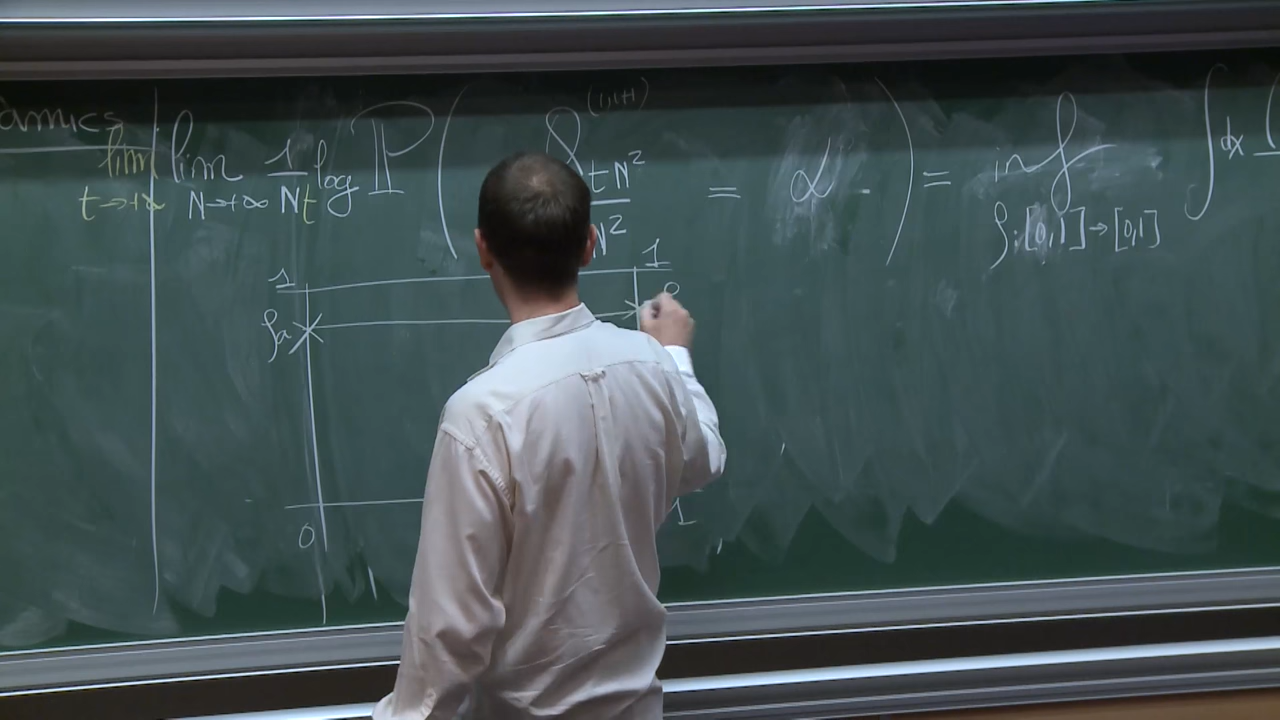 amics
lim t→+∞ lim N→+∞ 1/Nt log ℙ ( Q^{(1,1+)}_{tN²} / N² = α ) = inf ρ:[0,1]→[0,1] ∫dx (
1 1
ρa ρ
0 1